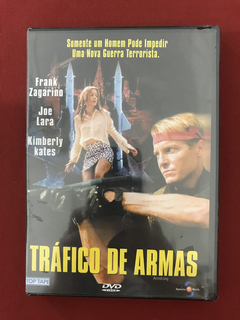 Somente um Homem Pode Impedir
Uma Nova Guerra Terrorista.
Frank
Zagarino
Joe
Lara
Kimberly
Kates
TRÁFICO DE ARMAS
TOP TAPE
DVD